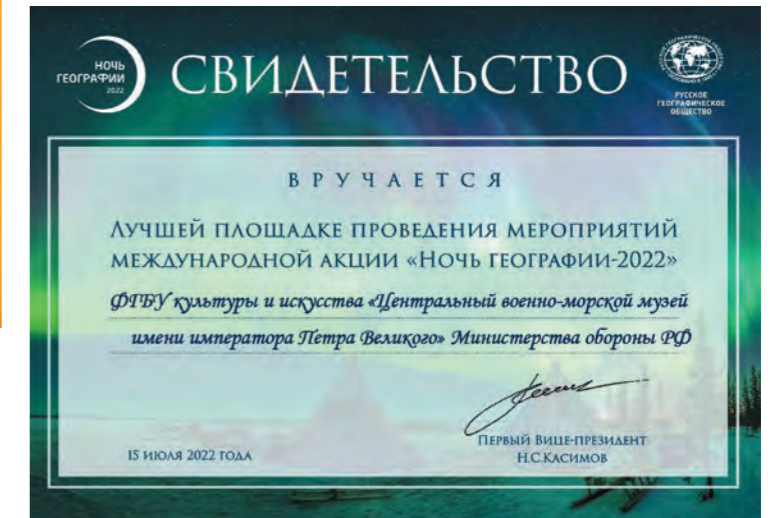 НОЧЬ
ГЕОГРАФИИ
2022
СВИДЕТЕЛЬСТВО
РУССКОЕ
ГЕОГРАФИЧЕСКОЕ
ОБЩЕСТВО
ВРУЧАЕТСЯ
ЛУЧШЕЙ ПЛОЩАДКЕ ПРОВЕДЕНИЯ МЕРОПРИЯТИЙ
МЕЖДУНАРОДНОЙ АКЦИИ «НОЧЬ ГЕОГРАФИИ-2022»
ФГБУ культуры и искусства «Центральный военно-морской музей
имени императора Петра Великого» Министерства обороны РФ
15 ИЮЛЯ 2022 ГОДА
ПЕРВЫЙ ВИЦЕ-ПРЕЗИДЕНТ
Н.С.КАСИМОВ